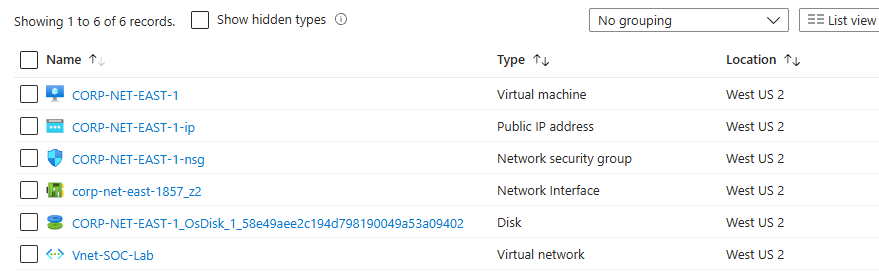 Showing 1 to 6 of 6 records. Show hidden types No grouping List view
Name Type Location
CORP-NET-EAST-1 Virtual machine West US 2
CORP-NET-EAST-1-ip Public IP address West US 2
CORP-NET-EAST-1-nsg Network security group West US 2
corp-net-east-1857_z2 Network Interface West US 2
CORP-NET-EAST-1_OsDisk_1_58e49aee2c194d798190049a53a09402 Disk West US 2
Vnet-SOC-Lab Virtual network West US 2